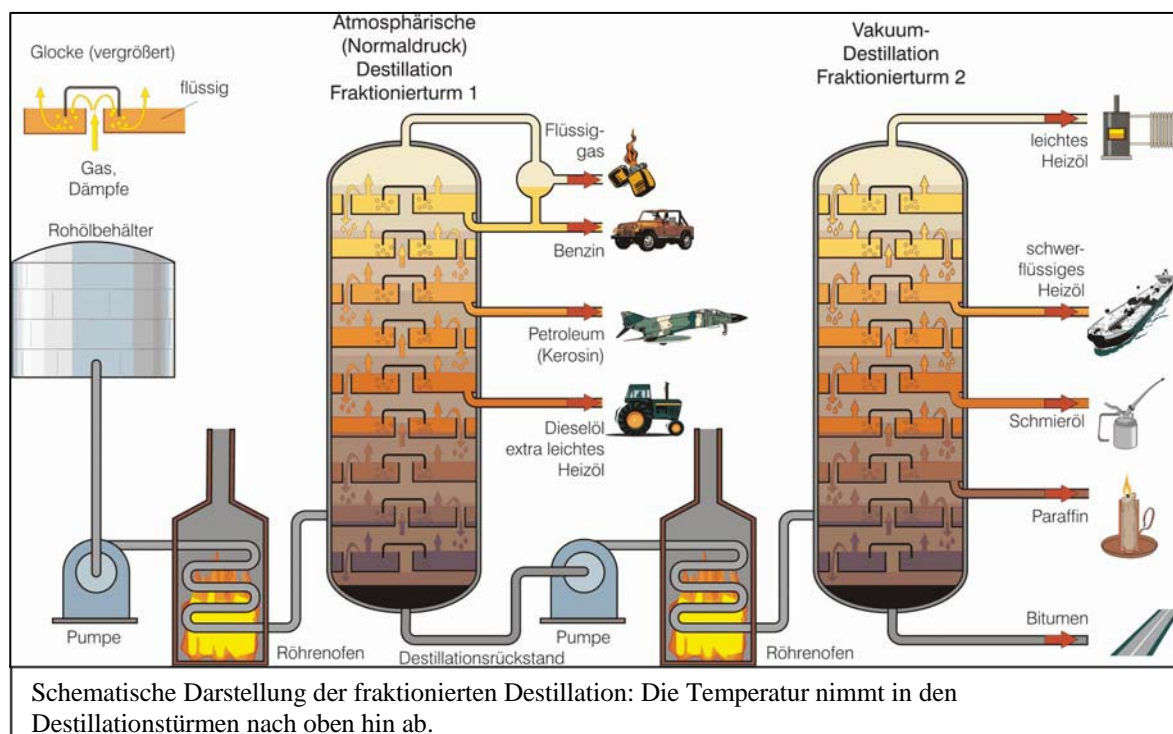 Glocke (vergrößert)
flüssig
Gas,
Dämpfe
Rohölbehälter
Pumpe
Röhrenofen
Atmosphärische
(Normaldruck)
Destillation
Fraktionierturm 1
Flüssig-
gas
Benzin
Petroleum
(Kerosin)
Dieselöl
extra leichtes
Heizöl
Destillationsrückstand
Pumpe
Röhrenofen
Vakuum-
Destillation
Fraktionierturm 2
leichtes
Heizöl
schwer-
flüssiges
Heizöl
Schmieröl
Paraffin
Bitumen
Schematische Darstellung der fraktionierten Destillation: Die Temperatur nimmt in den
Destillationstürmen nach oben hin ab.